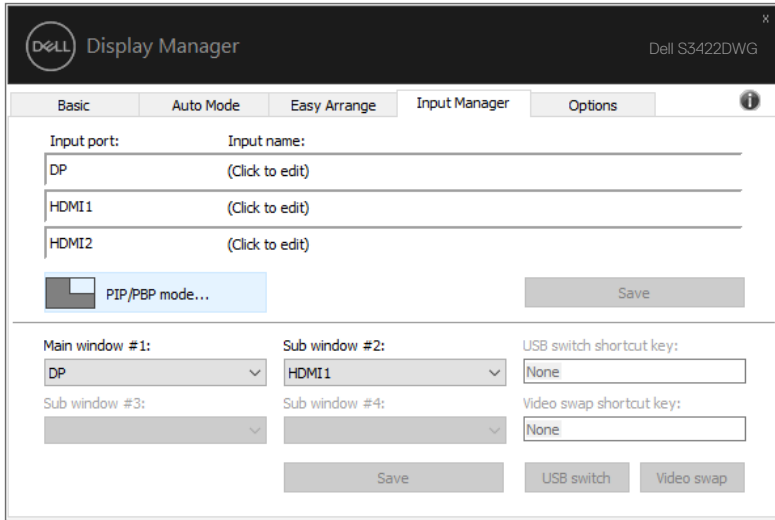 x
DELL Display Manager
Dell S3422DWG
Basic Auto Mode Easy Arrange Input Manager Options i
Input port: Input name:
DP (Click to edit)
HDMI1 (Click to edit)
HDMI2 (Click to edit)
PIP/PBP mode... Save
Main window #1: Sub window #2: USB switch shortcut key:
DP HDMI1 None
Sub window #3: Sub window #4: Video swap shortcut key:
None
Save USB switch Video swap